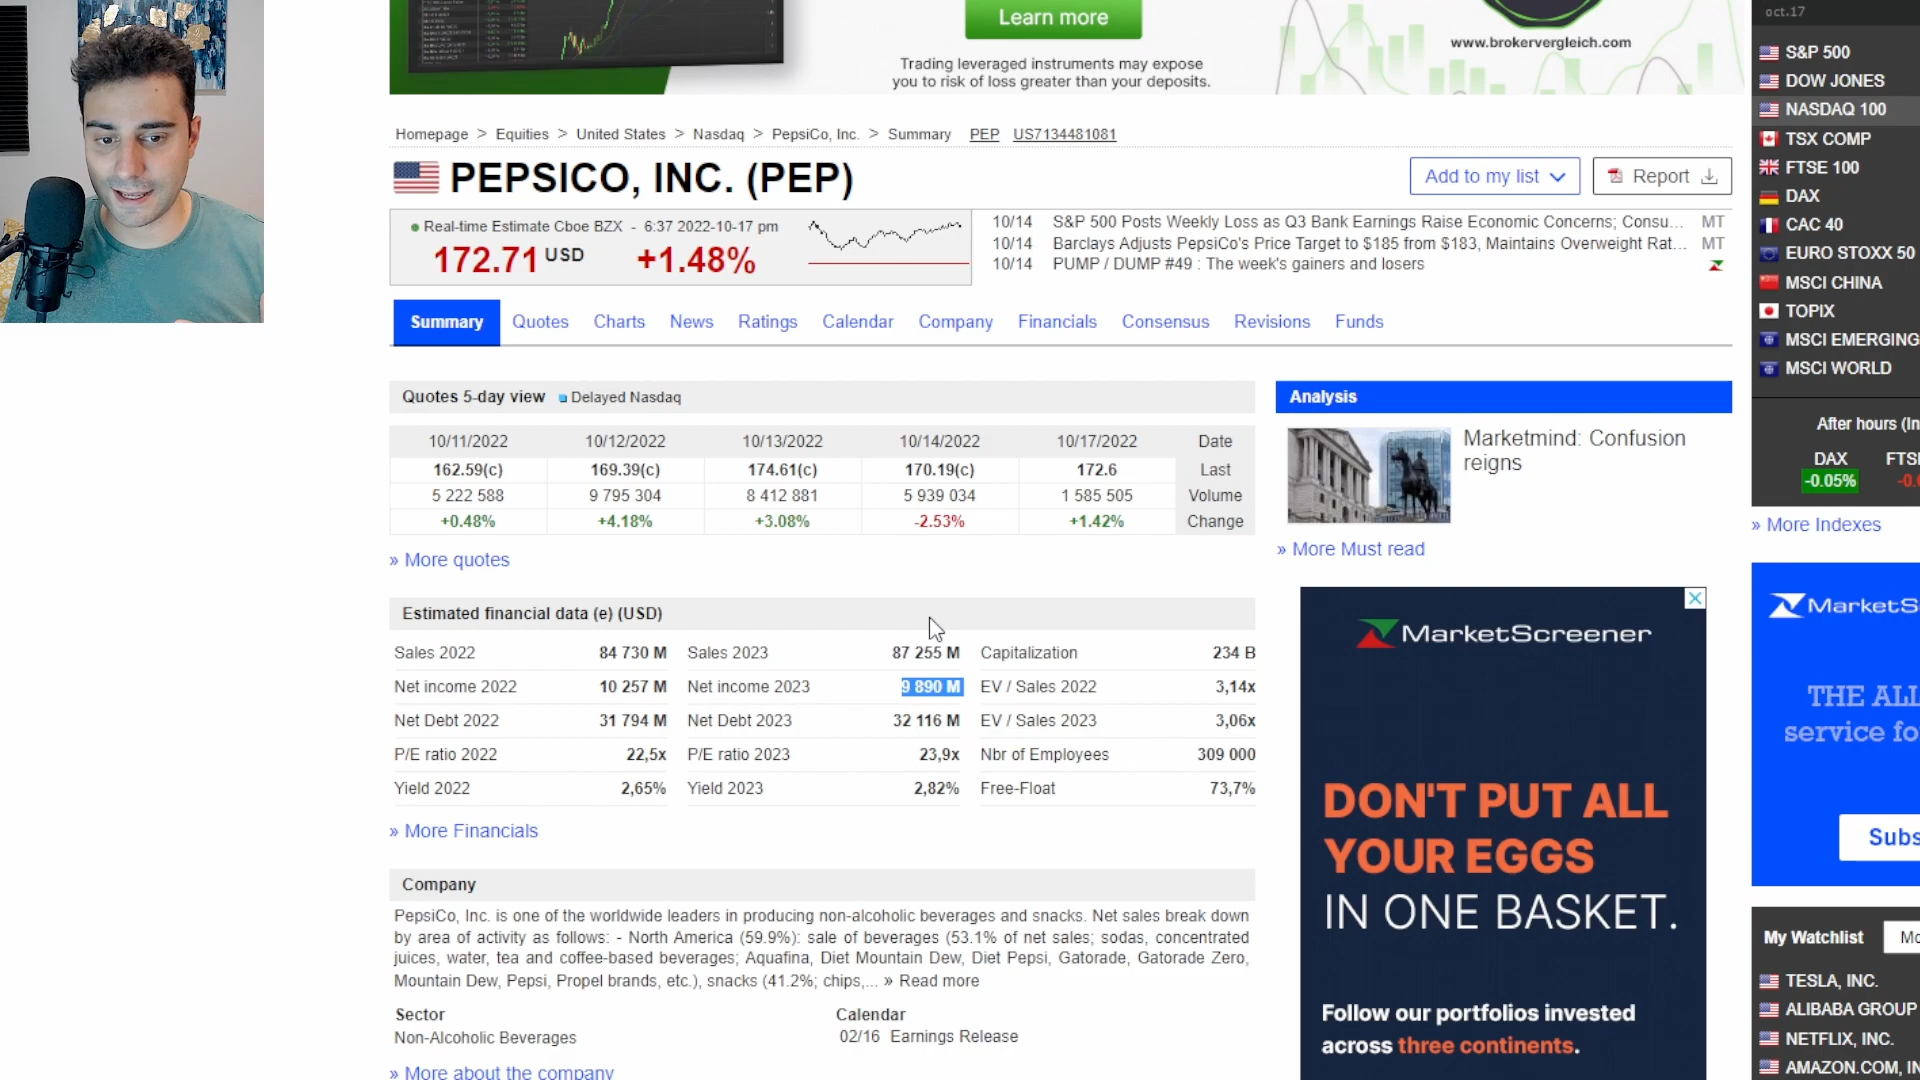 Learn more
Trading leveraged instruments may expose
you to risk of loss greater than your deposits.
www.brokervergleich.com
Homepage > Equities > United States > Nasdaq > PepsiCo, Inc. > Summary PEP US7134481081
PEPSICO, INC. (PEP)
Add to my list
Report
Real-time Estimate Cboe BZX - 6:37 2022-10-17 pm
172.71 USD +1.48%
10/14 S&P 500 Posts Weekly Loss as Q3 Bank Earnings Raise Economic Concerns; Consu... MT
10/14 Barclays Adjusts PepsiCo's Price Target to $185 from $183, Maintains Overweight Rat... MT
10/14 PUMP / DUMP #49 : The week's gainers and losers
Summary Quotes Charts News Ratings Calendar Company Financials Consensus Revisions Funds
Quotes 5-day view Delayed Nasdaq
10/11/2022 10/12/2022 10/13/2022 10/14/2022 10/17/2022 Date
162.59(c) 169.39(c) 174.61(c) 170.19(c) 172.6 Last
5 222 588 9 795 304 8 412 881 5 939 034 1 585 505 Volume
+0.48% +4.18% +3.08% -2.53% +1.42% Change
» More quotes
Estimated financial data (e) (USD)
Sales 2022 84 730 M Sales 2023 87 255 M Capitalization 234 B
Net income 2022 10 257 M Net income 2023 9 890 M EV / Sales 2022 3,14x
Net Debt 2022 31 794 M Net Debt 2023 32 116 M EV / Sales 2023 3,06x
P/E ratio 2022 22,5x P/E ratio 2023 23,9x Nbr of Employees 309 000
Yield 2022 2,65% Yield 2023 2,82% Free-Float 73,7%
» More Financials
Company
PepsiCo, Inc. is one of the worldwide leaders in producing non-alcoholic beverages and snacks. Net sales break down
by area of activity as follows: - North America (59.9%): sale of beverages (53.1% of net sales; sodas, concentrated
juices, water, tea and coffee-based beverages; Aquafina, Diet Mountain Dew, Diet Pepsi, Gatorade, Gatorade Zero,
Mountain Dew, Pepsi, Propel brands, etc.), snacks (41.2%; chips,... » Read more
Sector
Non-Alcoholic Beverages
Calendar
02/16 Earnings Release
» More about the company
Analysis
Marketmind: Confusion
reigns
» More Must read
MarketScreener
DON'T PUT ALL
YOUR EGGS
IN ONE BASKET.
Follow our portfolios invested
across three continents.
oct.17
S&P 500
DOW JONES
NASDAQ 100
TSX COMP
FTSE 100
DAX
CAC 40
EURO STOXX 50
MSCI CHINA
TOPIX
MSCI EMERGING
MSCI WORLD
After hours (In
DAX FTS
-0.05% -0.
» More Indexes
MarketS
THE ALL
service fo
Subs
My Watchlist Mo
TESLA, INC.
ALIBABA GROUP
NETFLIX, INC.
AMAZON.COM, IN